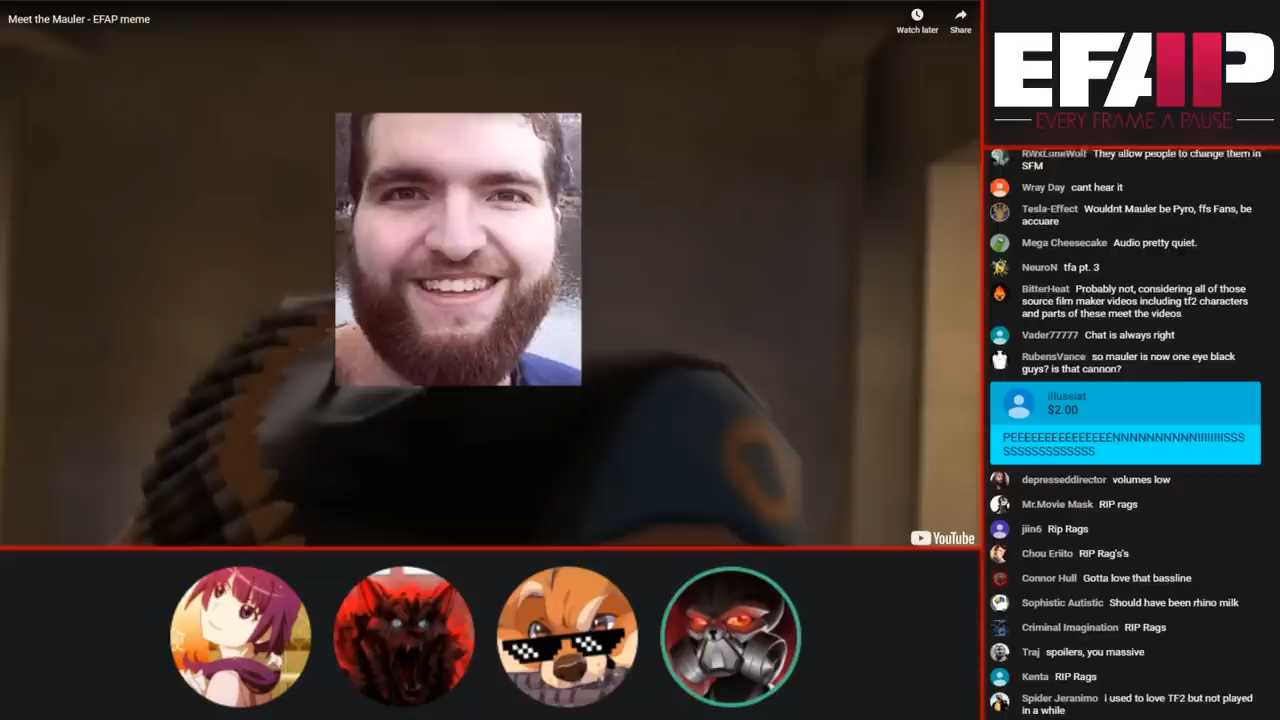 Meet the Mauler - EFAP meme
Watch later
Share
EFAP
EVERY FRAME A PAUSE
RWxLoneWolf They allow people to change them in
SFM
Wray Day cant hear it
Tesla-Effect Wouldnt Mauler be Pyro, ffs Fans, be
accuare
Mega Cheesecake Audio pretty quiet.
NeuroN tfa pt. 3
BitterHeat Probably not, considering all of those
source film maker videos including tf2 characters
and parts of these meet the videos
Vader77777 Chat is always right
RubensVance so mauler is now one eye black
guys? is that cannon?
illussiat
$2.00
PEEEEEEEEEEEEEEENNNNNNNNNNIIIIIIIISSS
SSSSSSSSSSSSSS
depresseddirector volumes low
Mr.Movie Mask RIP rags
jiin6 Rip Rags
Chou Eriito RIP Rag's's
Connor Hull Gotta love that bassline
Sophistic Autistic Should have been rhino milk
Criminal Imagination RIP Rags
Traj spoilers, you massive
Kenta RIP Rags
Spider Jeranimo i used to love TF2 but not played
in a while
YouTube